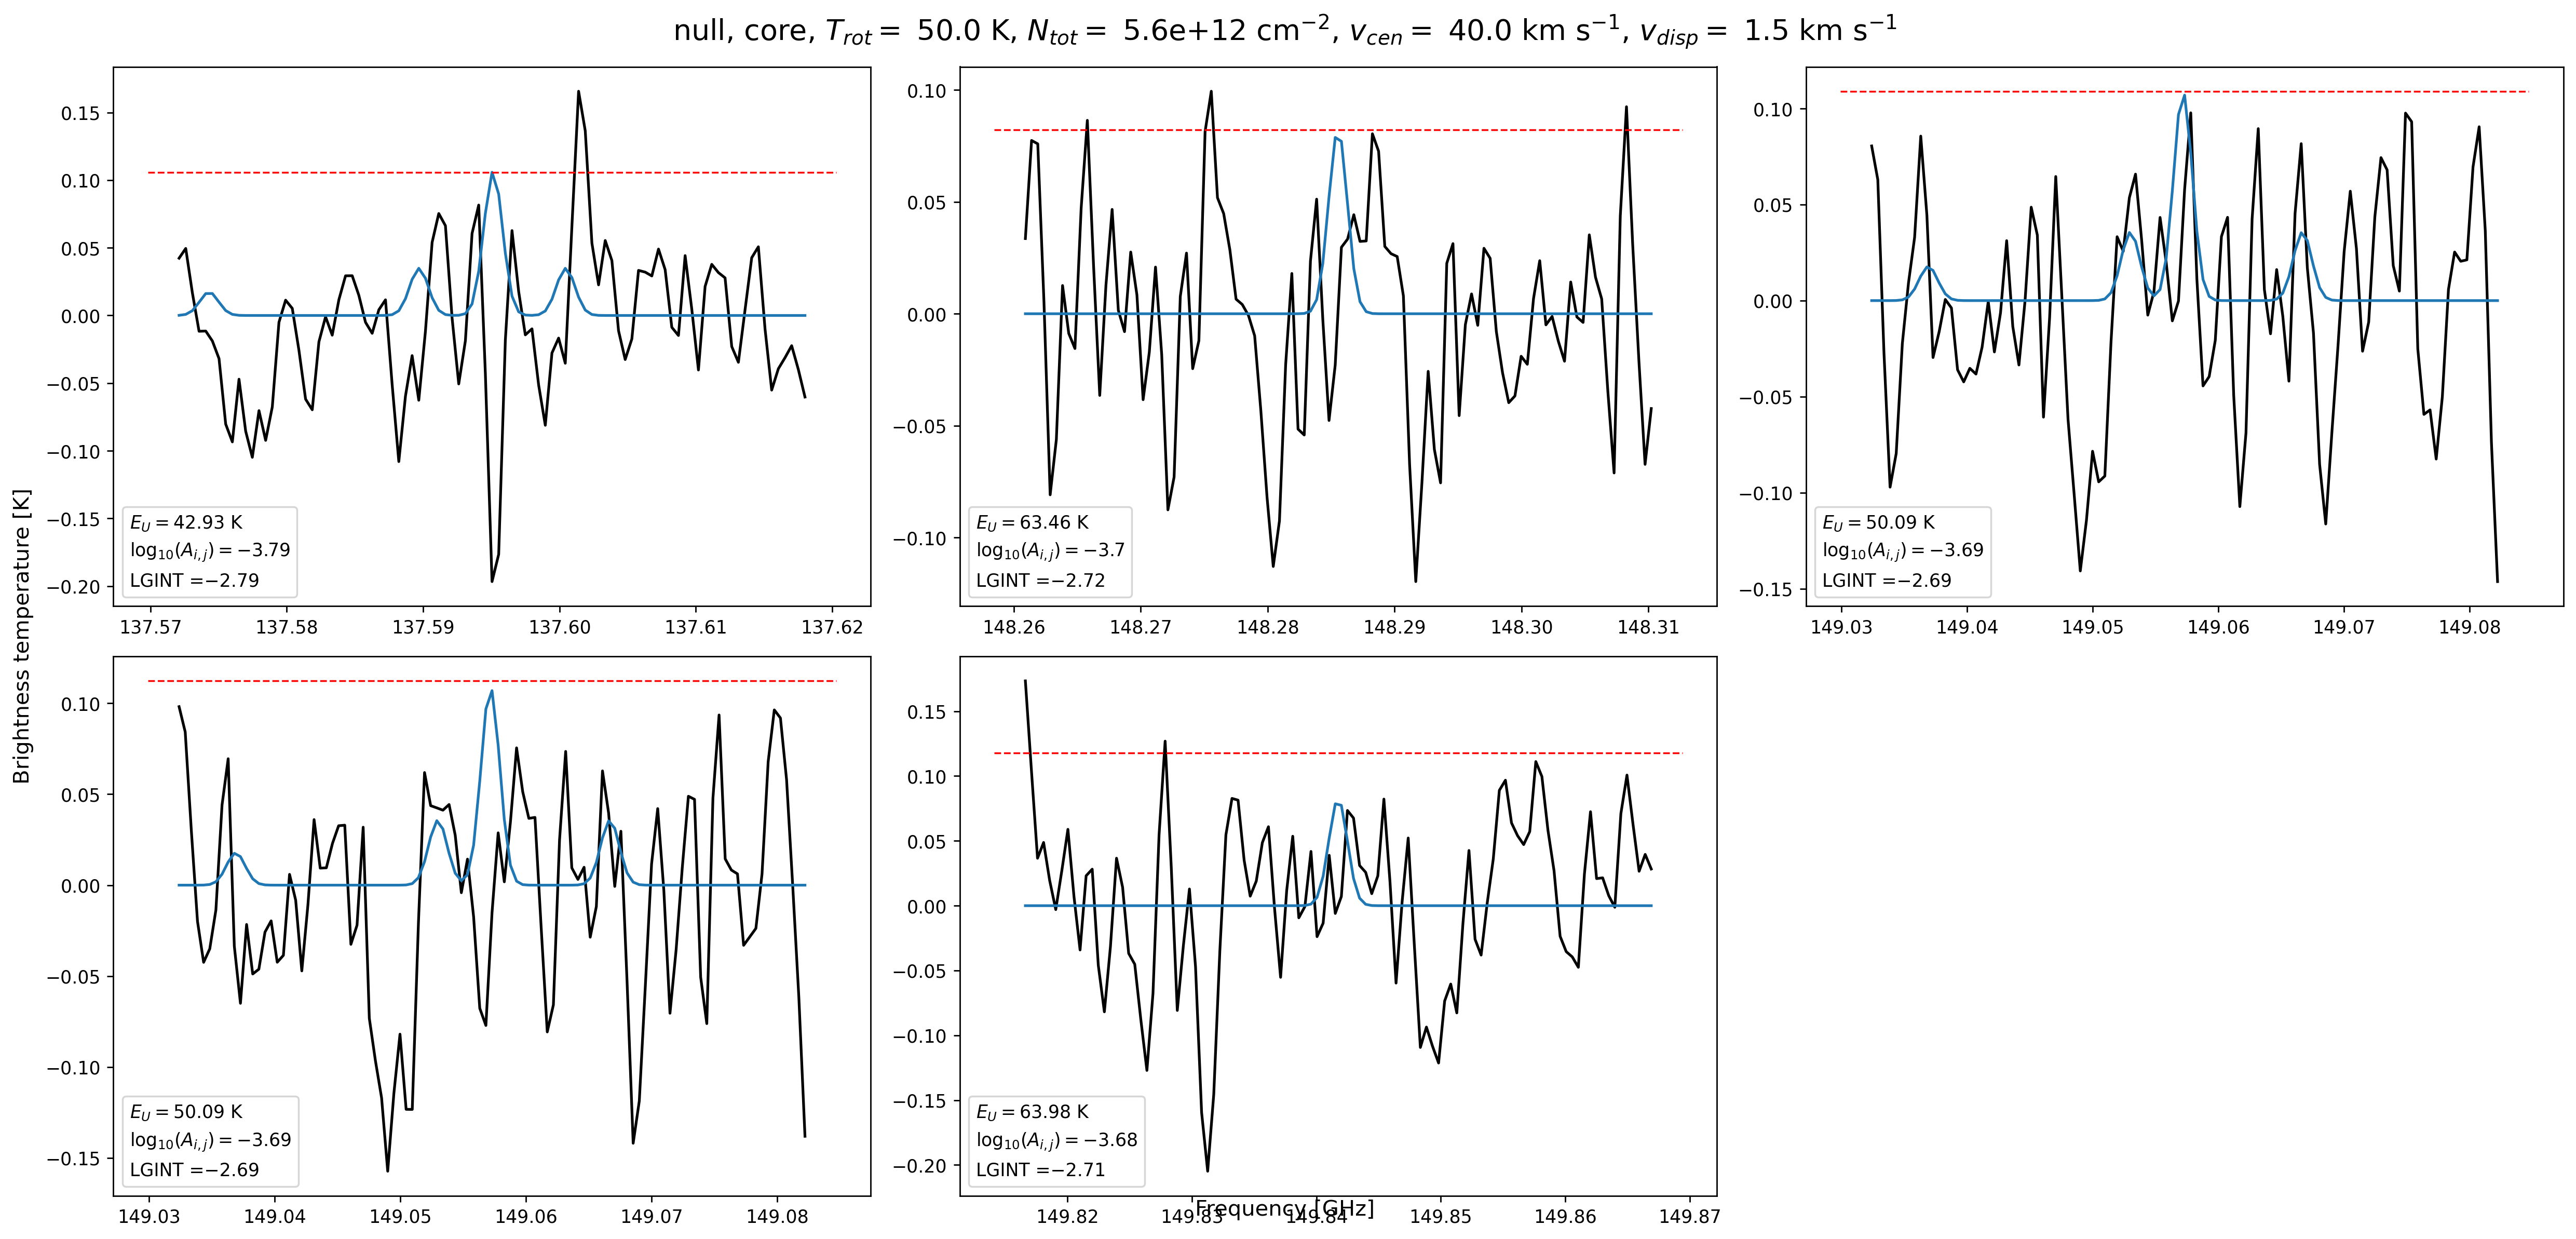 null, core, T_rot = 50.0 K, N_tot = 5.6e+12 cm⁻², v_cen = 40.0 km s⁻¹, v_disp = 1.5 km s⁻¹
Brightness temperature [K]
0.15
0.10
0.05
0.00
−0.05
−0.10
−0.15
−0.20
E_U = 42.93 K
log₁₀(A_i,j) = −3.79
LGINT =−2.79
137.57 137.58 137.59 137.60 137.61 137.62
0.10
0.05
0.00
−0.05
−0.10
E_U = 63.46 K
log₁₀(A_i,j) = −3.7
LGINT =−2.72
148.26 148.27 148.28 148.29 148.30 148.31
0.10
0.05
0.00
−0.05
−0.10
−0.15
E_U = 50.09 K
log₁₀(A_i,j) = −3.69
LGINT =−2.69
149.03 149.04 149.05 149.06 149.07 149.08
0.10
0.05
0.00
−0.05
−0.10
−0.15
E_U = 50.09 K
log₁₀(A_i,j) = −3.69
LGINT =−2.69
149.03 149.04 149.05 149.06 149.07 149.08
0.15
0.10
0.05
0.00
−0.05
−0.10
−0.15
−0.20
E_U = 63.98 K
log₁₀(A_i,j) = −3.68
LGINT =−2.71
149.82 149.83 149.84 149.85 149.86 149.87
Frequency [GHz]